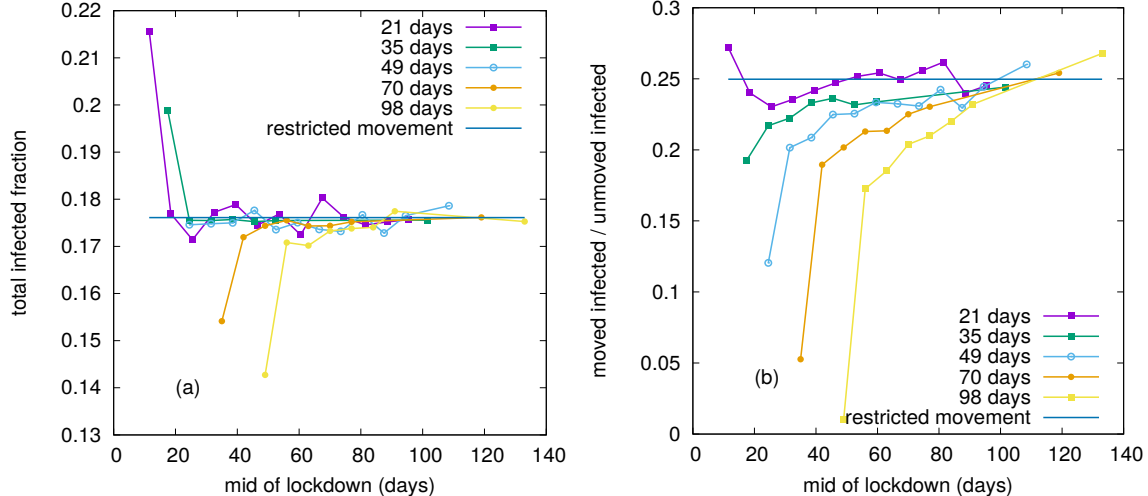 0.22
0.21
0.2
0.19
0.18
0.17
0.16
0.15
0.14
0.13
0 20 40 60 80 100 120 140
total infected fraction
mid of lockdown (days)
21 days
35 days
49 days
70 days
98 days
restricted movement
(a)
0.3
0.25
0.2
0.15
0.1
0.05
0
0 20 40 60 80 100 120 140
moved infected / unmoved infected
mid of lockdown (days)
21 days
35 days
49 days
70 days
98 days
restricted movement
(b)